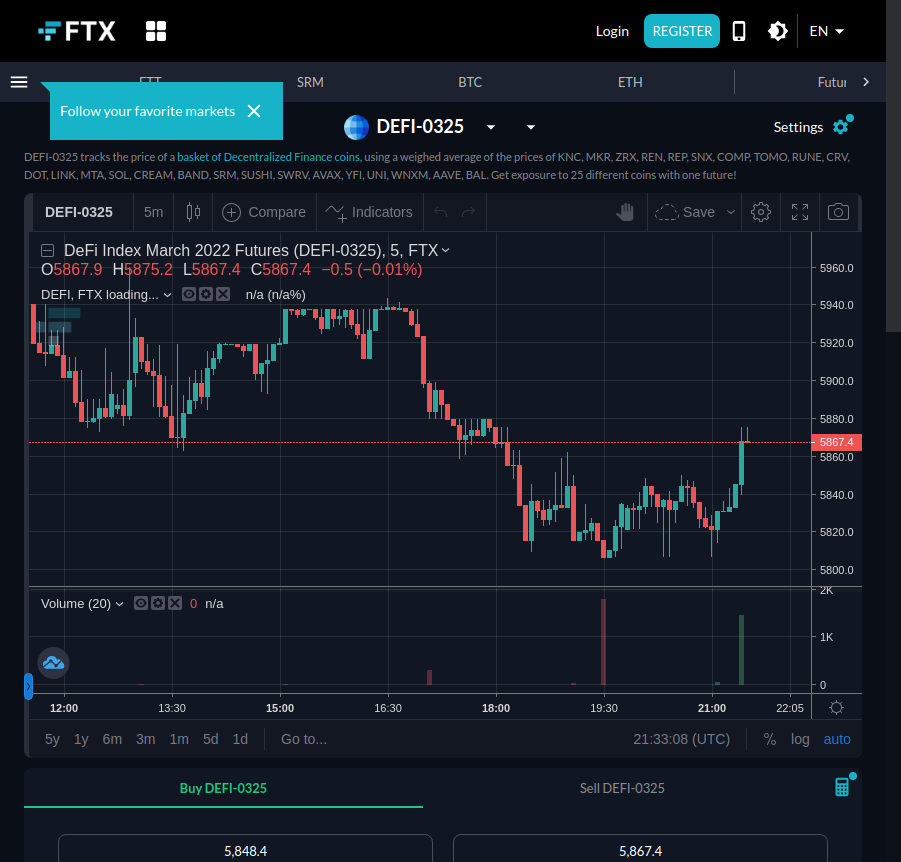 FTX
Login
REGISTER
EN
FTT
SRM
BTC
ETH
Futur
Follow your favorite markets
DEFI-0325
Settings
DEFI-0325 tracks the price of a basket of Decentralized Finance coins, using a weighed average of the prices of KNC, MKR, ZRX, REN, REP, SNX, COMP, TOMO, RUNE, CRV,
DOT, LINK, MTA, SOL, CREAM, BAND, SRM, SUSHI, SWRV, AVAX, YFI, UNI, WNXM, AAVE, BAL. Get exposure to 25 different coins with one future!
DEFI-0325 5m Compare Indicators Save
DeFi Index March 2022 Futures (DEFI-0325), 5, FTX
O5867.9 H5875.2 L5867.4 C5867.4 −0.5 (−0.01%)
DEFI, FTX loading... n/a (n/a%)
5960.0
5940.0
5920.0
5900.0
5880.0
5867.4
5860.0
5840.0
5820.0
5800.0
Volume (20) 0 n/a
2K
1K
0
12:00 13:30 15:00 16:30 18:00 19:30 21:00 22:05
5y 1y 6m 3m 1m 5d 1d Go to... 21:33:08 (UTC) % log auto
Buy DEFI-0325 Sell DEFI-0325
5,848.4 5,867.4